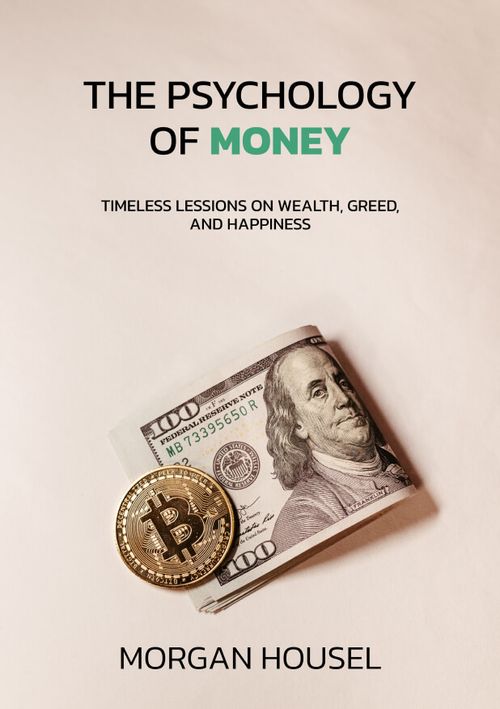 THE PSYCHOLOGY
OF MONEY
TIMELESS LESSIONS ON WEALTH, GREED,
AND HAPPINESS
100
FEDERAL RESERVE NOTE
MB 73395650 R
FRANKLIN
100
MORGAN HOUSEL